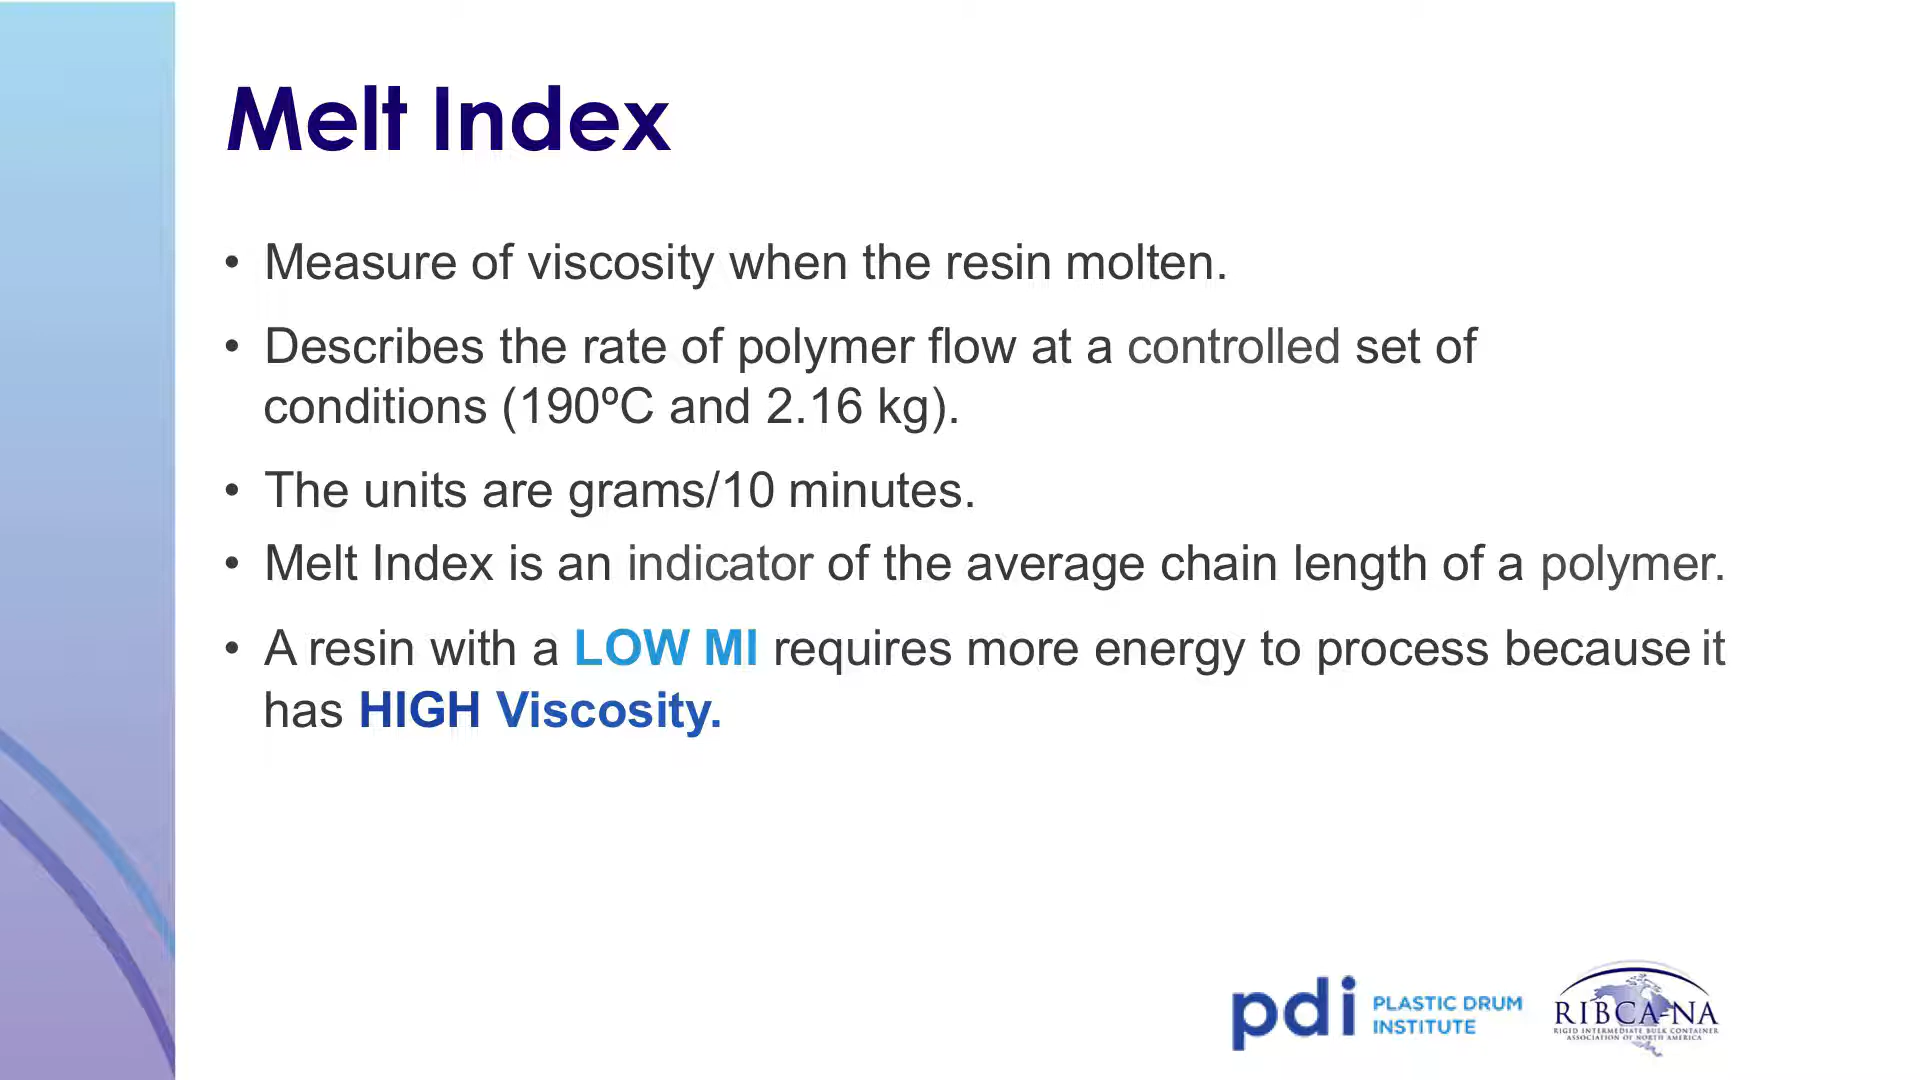 Melt Index
• Measure of viscosity when the resin molten.
• Describes the rate of polymer flow at a controlled set of
conditions (190ºC and 2.16 kg).
• The units are grams/10 minutes.
• Melt Index is an indicator of the average chain length of a polymer.
• A resin with a LOW MI requires more energy to process because it
has HIGH Viscosity.
pdi PLASTIC DRUM
INSTITUTE
RIBCA-NA
RIGID INTERMEDIATE BULK CONTAINER
ASSOCIATION OF NORTH AMERICA